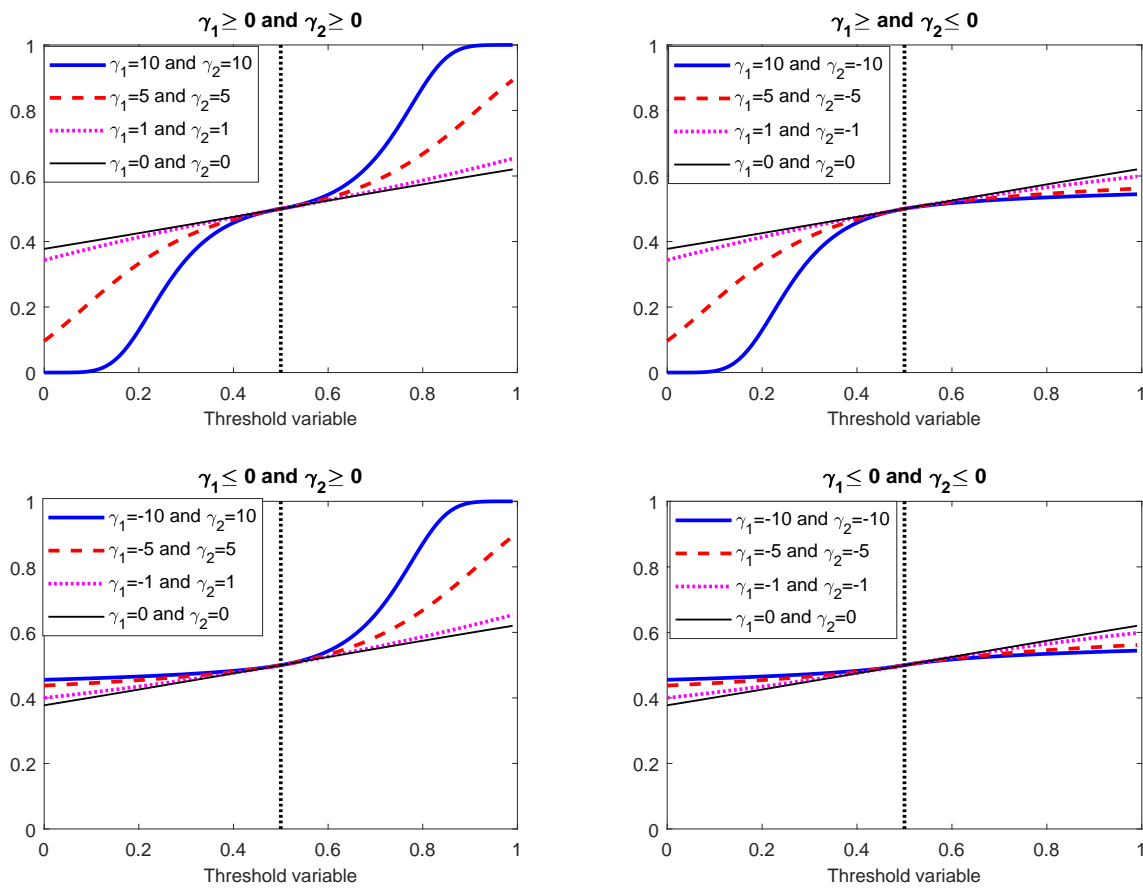 γ1≥ 0 and γ2≥ 0
γ1=10 and γ2=10
γ1=5 and γ2=5
γ1=1 and γ2=1
γ1=0 and γ2=0
1
0.8
0.6
0.4
0.2
0
0 0.2 0.4 0.6 0.8 1
Threshold variable
γ1≥ and γ2≤ 0
γ1=10 and γ2=-10
γ1=5 and γ2=-5
γ1=1 and γ2=-1
γ1=0 and γ2=0
1
0.8
0.6
0.4
0.2
0
0 0.2 0.4 0.6 0.8 1
Threshold variable
γ1≤ 0 and γ2≥ 0
γ1=-10 and γ2=10
γ1=-5 and γ2=5
γ1=-1 and γ2=1
γ1=0 and γ2=0
1
0.8
0.6
0.4
0.2
0
0 0.2 0.4 0.6 0.8 1
Threshold variable
γ1≤ 0 and γ2≤ 0
γ1=-10 and γ2=-10
γ1=-5 and γ2=-5
γ1=-1 and γ2=-1
γ1=0 and γ2=0
1
0.8
0.6
0.4
0.2
0
0 0.2 0.4 0.6 0.8 1
Threshold variable